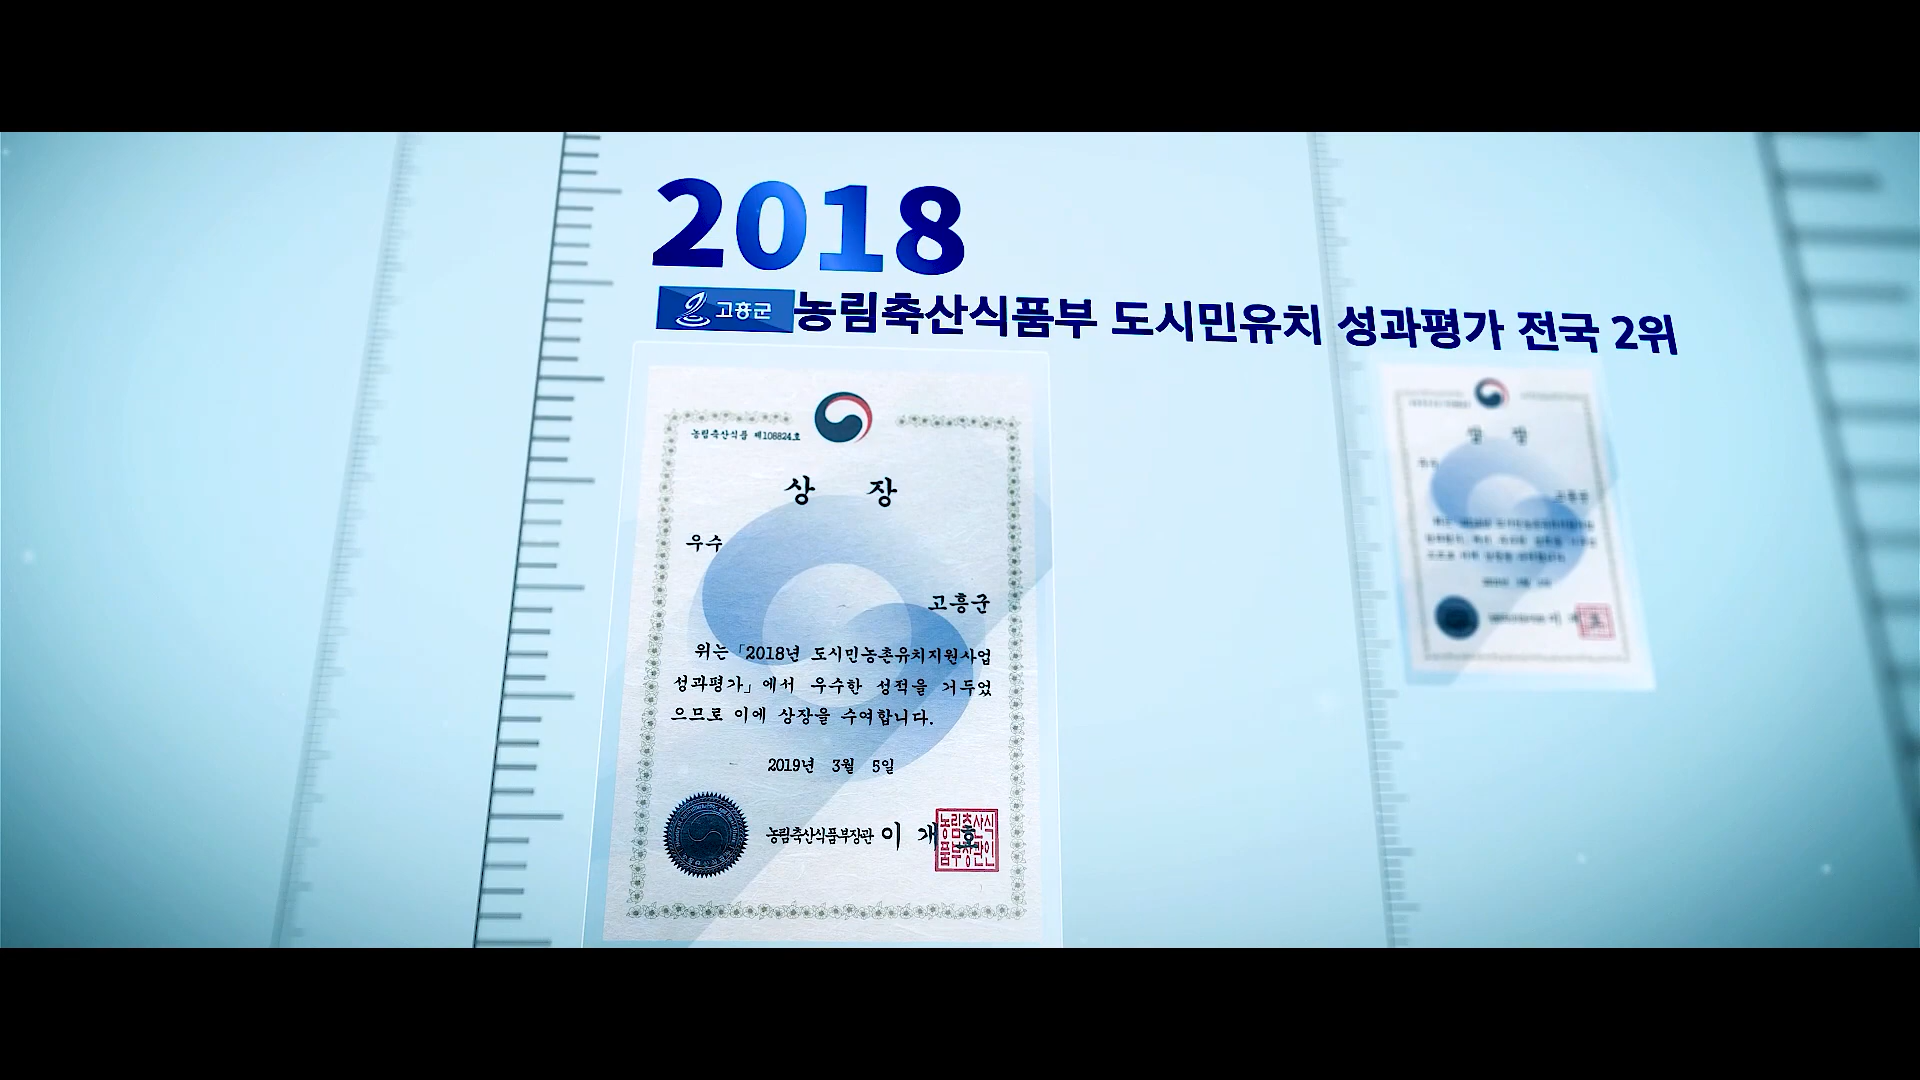 2018
고흥군 농림축산식품부 도시민유치 성과평가 전국 2위
농림축산식품 제108824호
상 장
우수
고흥군
위는 「2018년 도시민농촌유치지원사업
성과평가」에서 우수한 성적을 거두었
으므로 이에 상장을 수여합니다.
2019년 3월 5일
농림축산식품부장관 이 개 호
농림축산식
품부장관인
상 장